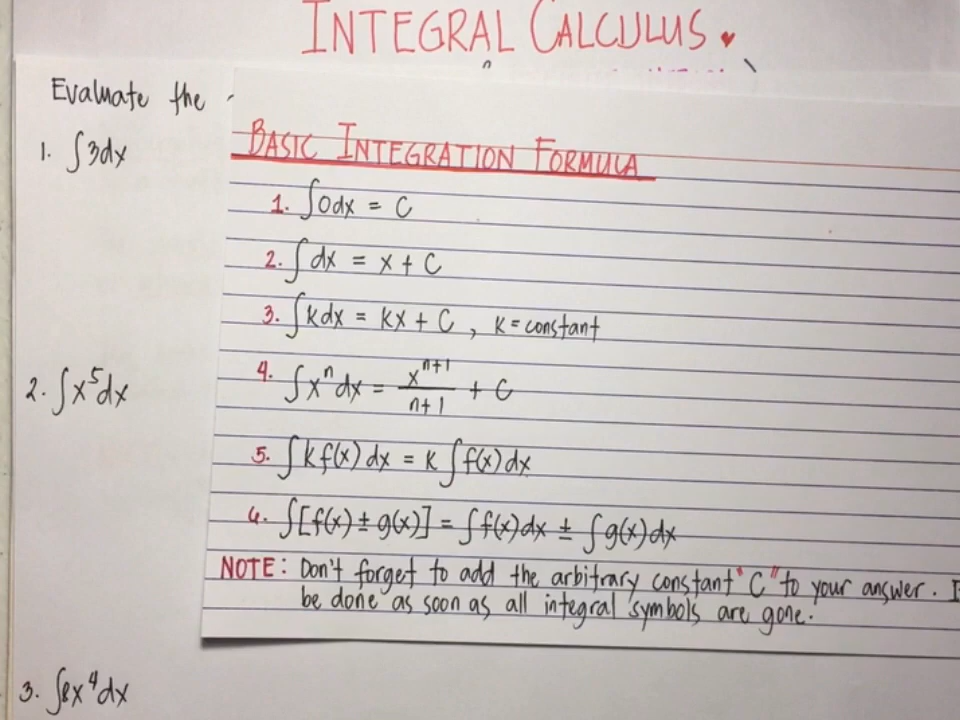 INTEGRAL CALCULUS.
Evaluate the
1. ∫3dx
2. ∫x⁵dx
3. ∫8x⁴dx
BASIC INTEGRATION FORMULA
1. ∫0dx = C
2. ∫dx = x + C
3. ∫kdx = kx + C , k = constant
4. ∫xⁿdx = xⁿ⁺¹/n+1 + C
5. ∫k f(x) dx = k ∫f(x) dx
6. ∫[f(x) ± g(x)] = ∫f(x) dx ± ∫g(x) dx
NOTE: Don't forget to add the arbitrary constant "C" to your answer.
be done as soon as all integral symbols are gone.